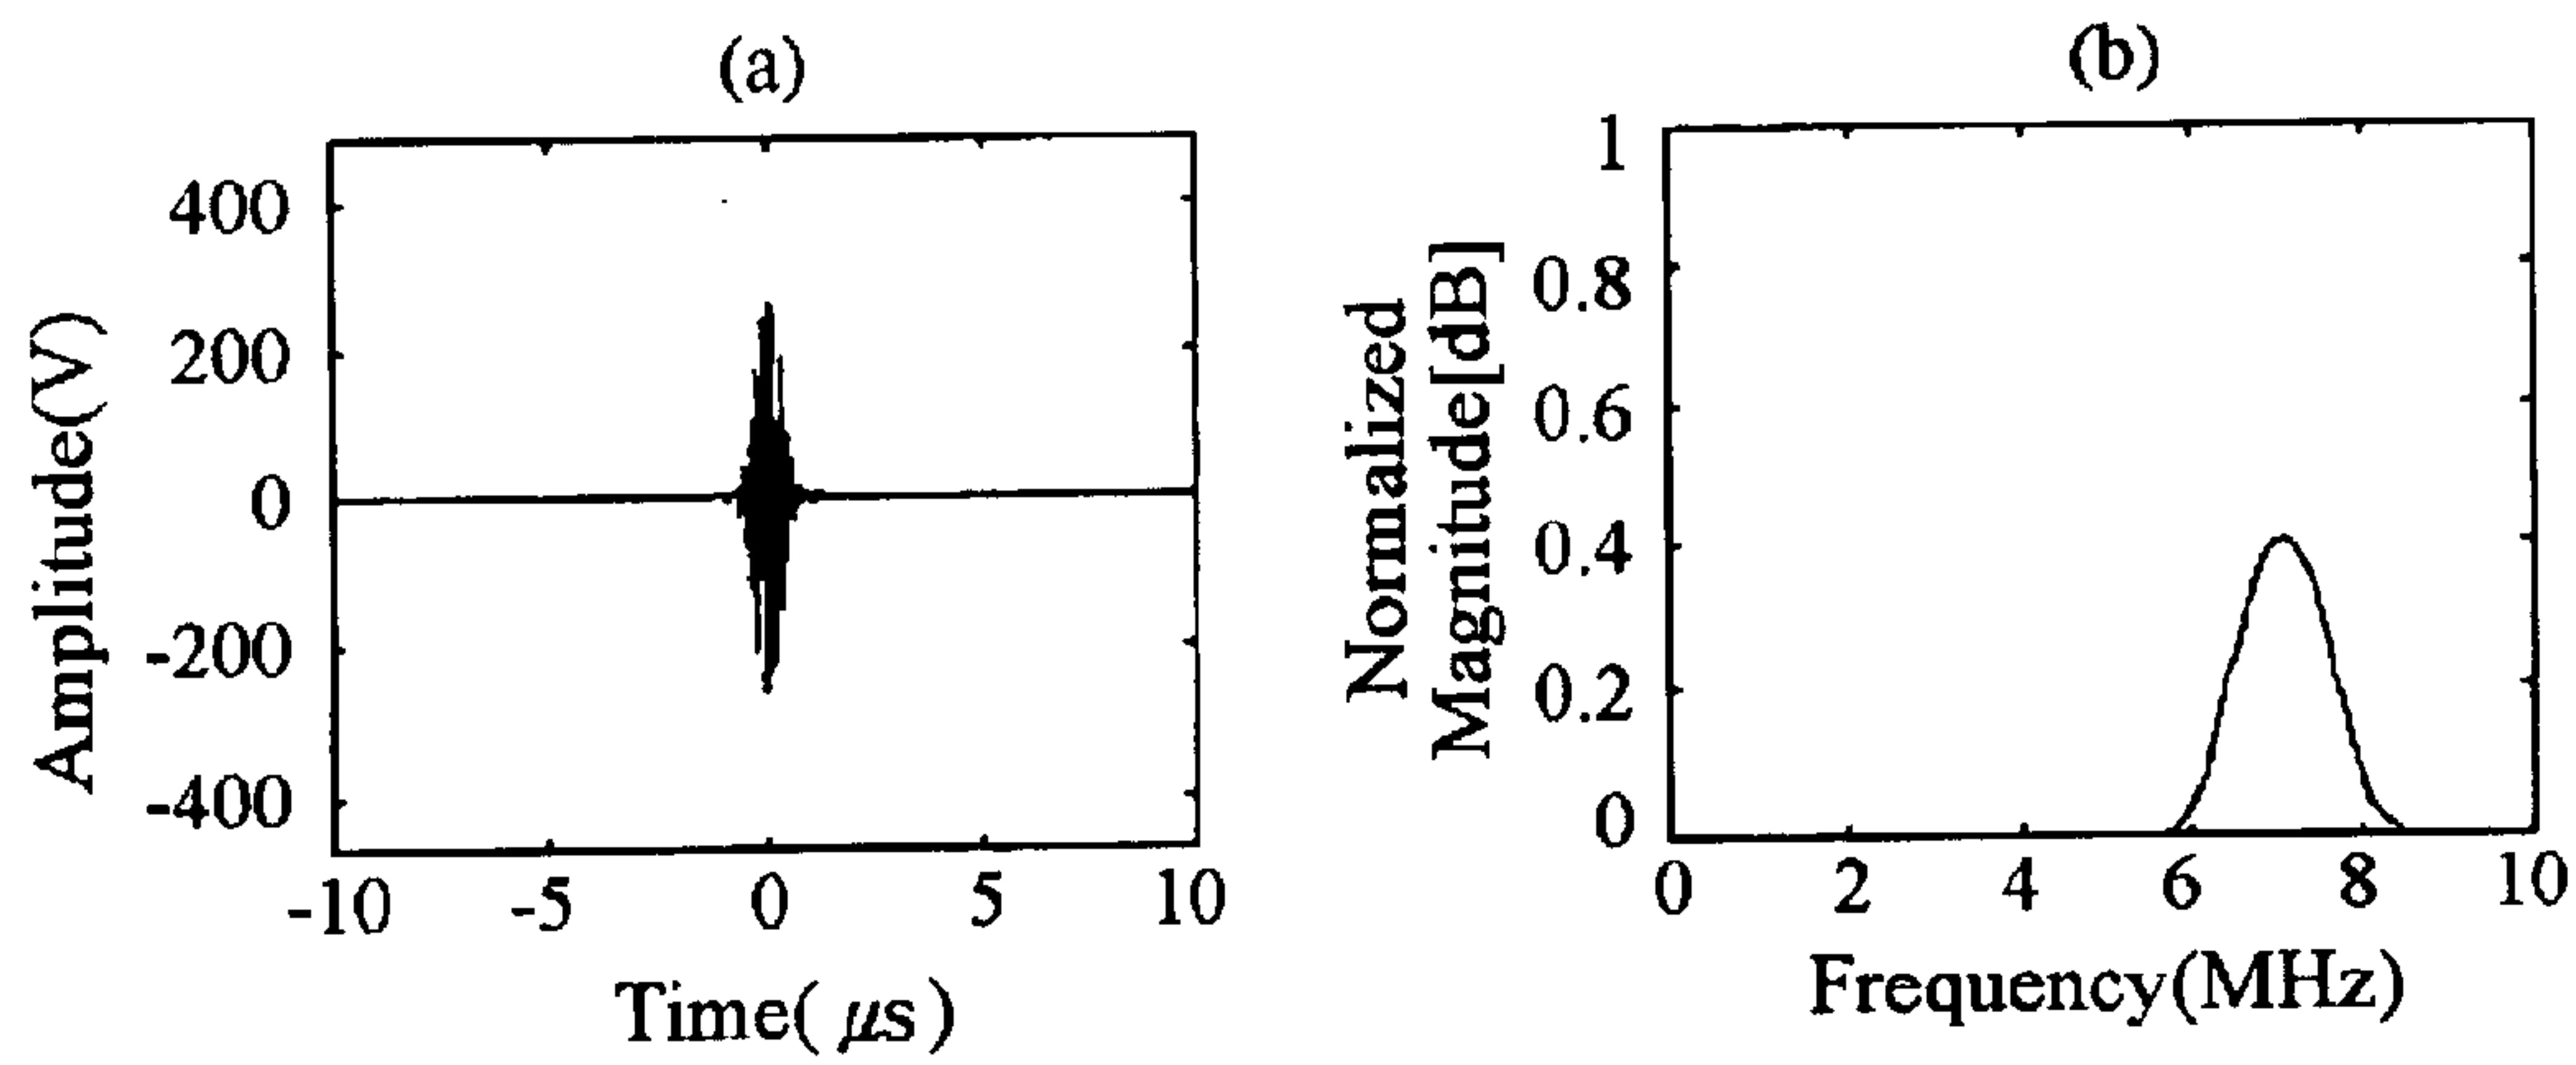 (a)
400
200
0
-200
-400
Amplitude(V)
-10 -5 0 5 10
Time( μs )
(b)
1
0.8
0.6
0.4
0.2
0
Normalized
Magnitude[dB]
0 2 4 6 8 10
Frequency(MHz)